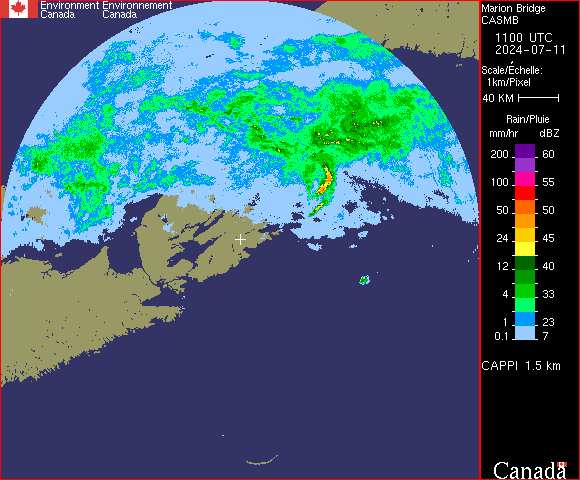 Environment Environnement
Canada Canada
Marion Bridge
CASMB
1100 UTC
2024-07-11
Scale/Échelle:
1km/Pixel
40 KM
Rain/Pluie
mm/hr dBZ
200 60
100 55
50 50
24 45
12 39
4 33
1 23
0.1 7
CAPPI 1.5 km
Canada